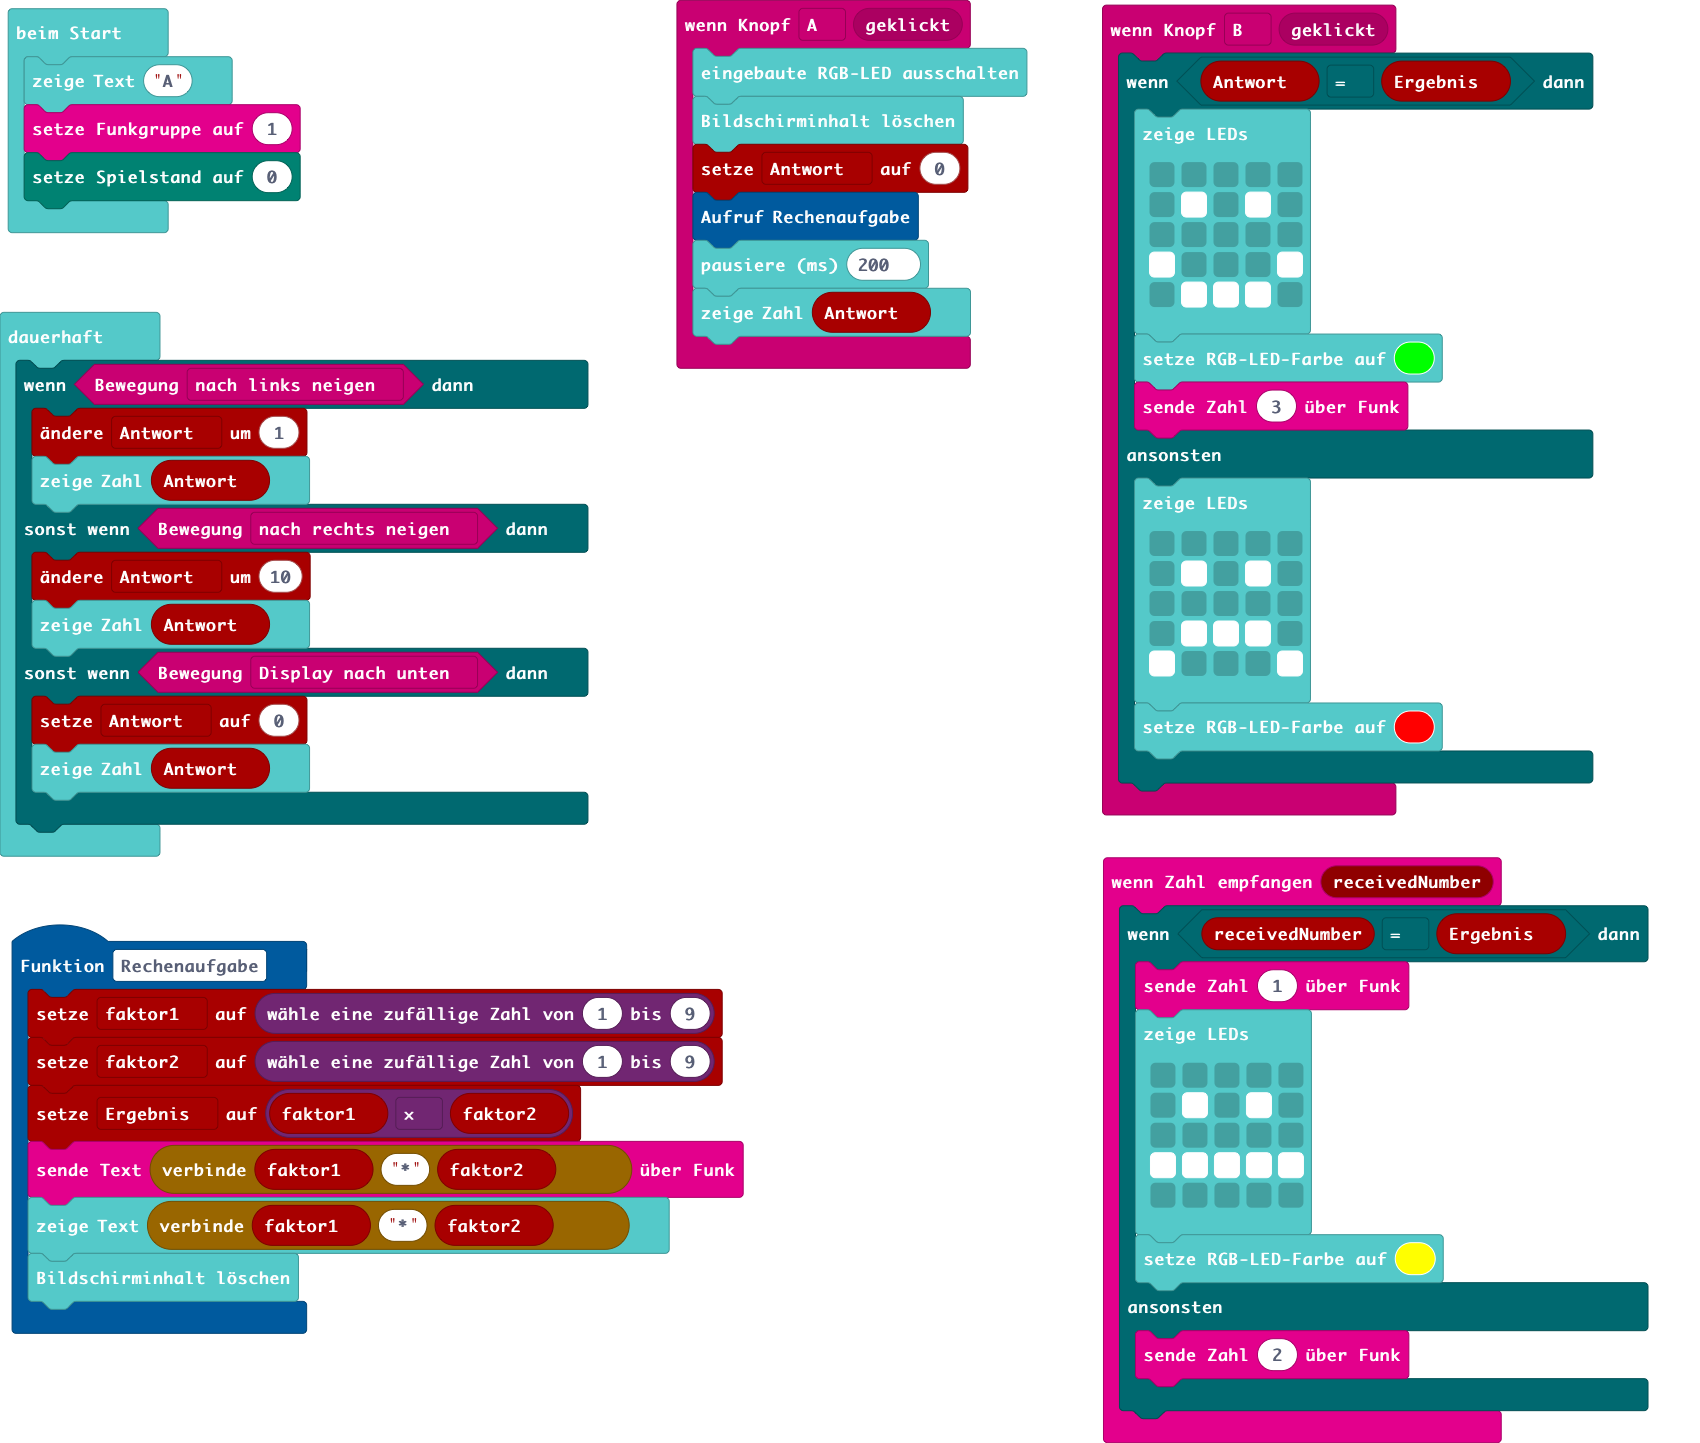 beim Start
zeige Text "A"
setze Funkgruppe auf 1
setze Spielstand auf 0
dauerhaft
wenn Bewegung nach links neigen dann
ändere Antwort um 1
zeige Zahl Antwort
sonst wenn Bewegung nach rechts neigen dann
ändere Antwort um 10
zeige Zahl Antwort
sonst wenn Bewegung Display nach unten dann
setze Antwort auf 0
zeige Zahl Antwort
Funktion Rechenaufgabe
setze faktor1 auf wähle eine zufällige Zahl von 1 bis 9
setze faktor2 auf wähle eine zufällige Zahl von 1 bis 9
setze Ergebnis auf faktor1 × faktor2
sende Text verbinde faktor1 "*" faktor2 über Funk
zeige Text verbinde faktor1 "*" faktor2
Bildschirminhalt löschen
wenn Knopf A geklickt
eingebaute RGB-LED ausschalten
Bildschirminhalt löschen
setze Antwort auf 0
Aufruf Rechenaufgabe
pausiere (ms) 200
zeige Zahl Antwort
wenn Knopf B geklickt
wenn Antwort = Ergebnis dann
zeige LEDs
setze RGB-LED-Farbe auf
sende Zahl 3 über Funk
ansonsten
zeige LEDs
setze RGB-LED-Farbe auf
wenn Zahl empfangen receivedNumber
wenn receivedNumber = Ergebnis dann
sende Zahl 1 über Funk
zeige LEDs
setze RGB-LED-Farbe auf
ansonsten
sende Zahl 2 über Funk